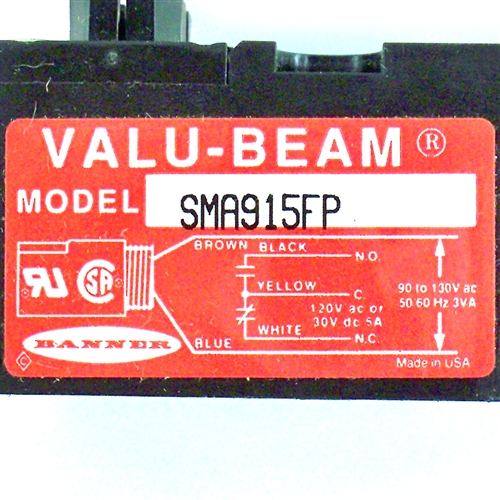 VALU-BEAM®
MODEL SMA915FP
BROWN BLACK N.O.
YELLOW C.
90 to 130V ac
50/60 Hz 3VA
120V ac or
30V dc 5A
WHITE N.C.
BLUE
SA
BANNER
© Made in USA